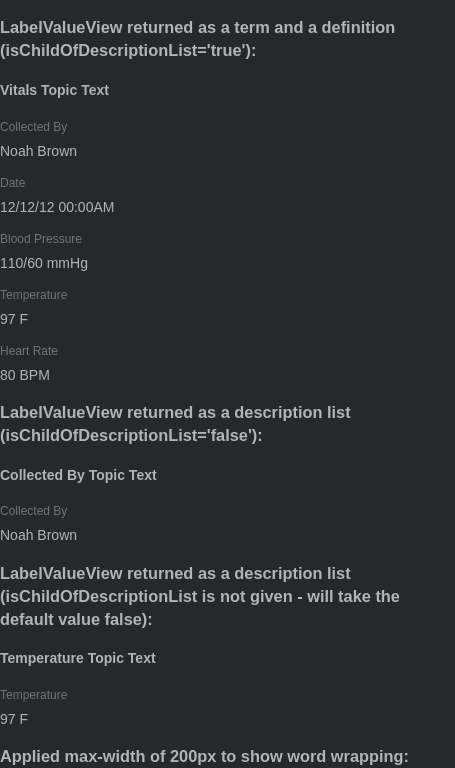 LabelValueView returned as a term and a definition
(isChildOfDescriptionList='true'):
Vitals Topic Text
Collected By
Noah Brown
Date
12/12/12 00:00AM
Blood Pressure
110/60 mmHg
Temperature
97 F
Heart Rate
80 BPM
LabelValueView returned as a description list
(isChildOfDescriptionList='false'):
Collected By Topic Text
Collected By
Noah Brown
LabelValueView returned as a description list
(isChildOfDescriptionList is not given - will take the
default value false):
Temperature Topic Text
Temperature
97 F
Applied max-width of 200px to show word wrapping: